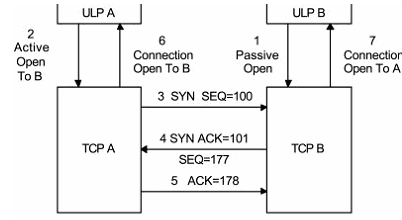 ULP A
ULP B
2
Active
Open
To B
6
Connection
Open To B
1
Passive
Open
7
Connection
Open To A
3 SYN SEQ=100
4 SYN ACK=101
SEQ=177
5 ACK=178
TCP A
TCP B